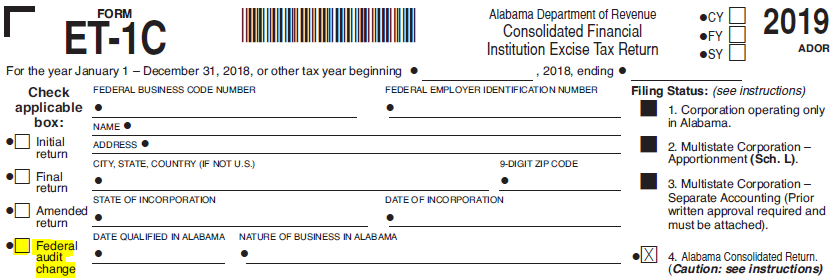 FORM
ET-1C
Alabama Department of Revenue
Consolidated Financial
Institution Excise Tax Return
•CY
•FY
•SY
2019
ADOR
For the year January 1 – December 31, 2018, or other tax year beginning • , 2018, ending •
Check
applicable
box:
• Initial
return
• Final
return
• Amended
return
• Federal
audit
change
FEDERAL BUSINESS CODE NUMBER
•
FEDERAL EMPLOYER IDENTIFICATION NUMBER
•
NAME •
ADDRESS •
CITY, STATE, COUNTRY (IF NOT U.S.)
•
9-DIGIT ZIP CODE
•
STATE OF INCORPORATION
•
DATE OF INCORPORATION
•
DATE QUALIFIED IN ALABAMA
•
NATURE OF BUSINESS IN ALABAMA
•
Filing Status: (see instructions)
1. Corporation operating only
in Alabama.
2. Multistate Corporation –
Apportionment (Sch. L).
3. Multistate Corporation –
Separate Accounting (Prior
written approval required and
must be attached).
• X 4. Alabama Consolidated Return.
(Caution: see instructions)